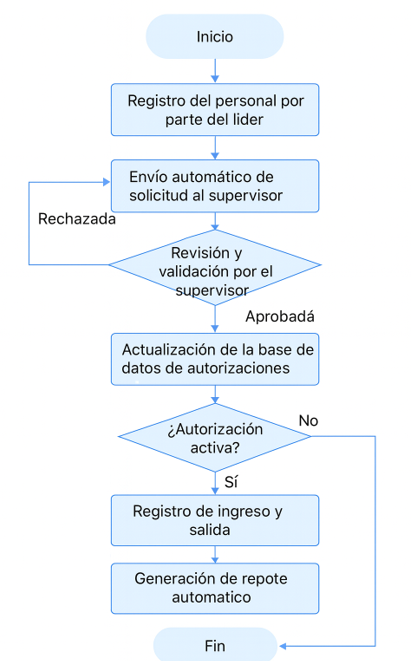 Inicio
Registro del personal por
parte del lider
Envío automático de
solicitud al supervisor
Rechazada
Revisión y
validación por el
supervisor
Aprobadá
Actualización de la base de
datos de autorizaciones
¿Autorización
activa?
No
Sí
Registro de ingreso y
salida
Generación de repote
automatico
Fin